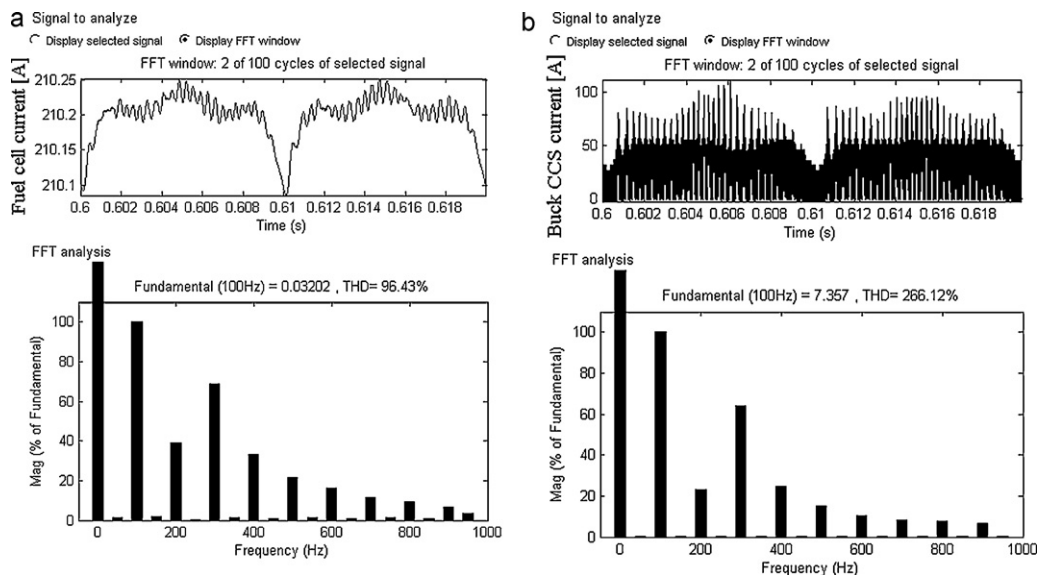 a
Signal to analyze
Display selected signal Display FFT window
FFT window: 2 of 100 cycles of selected signal
Fuel cell current [A]
210.25
210.2
210.15
210.1
0.6 0.602 0.604 0.606 0.608 0.61 0.612 0.614 0.616 0.618
Time (s)
FFT analysis
Fundamental (100Hz) = 0.03202 , THD= 96.43%
Mag (% of Fundamental)
100
80
60
40
20
0
0 200 400 600 800 1000
Frequency (Hz)
b
Signal to analyze
Display selected signal Display FFT window
FFT window: 2 of 100 cycles of selected signal
Buck CCS current [A]
100
50
0
0.6 0.602 0.604 0.606 0.608 0.61 0.612 0.614 0.616 0.618
Time (s)
FFT analysis
Fundamental (100Hz) = 7.357 , THD= 266.12%
Mag (% of Fundamental)
100
80
60
40
20
0
0 200 400 600 800 1000
Frequency (Hz)